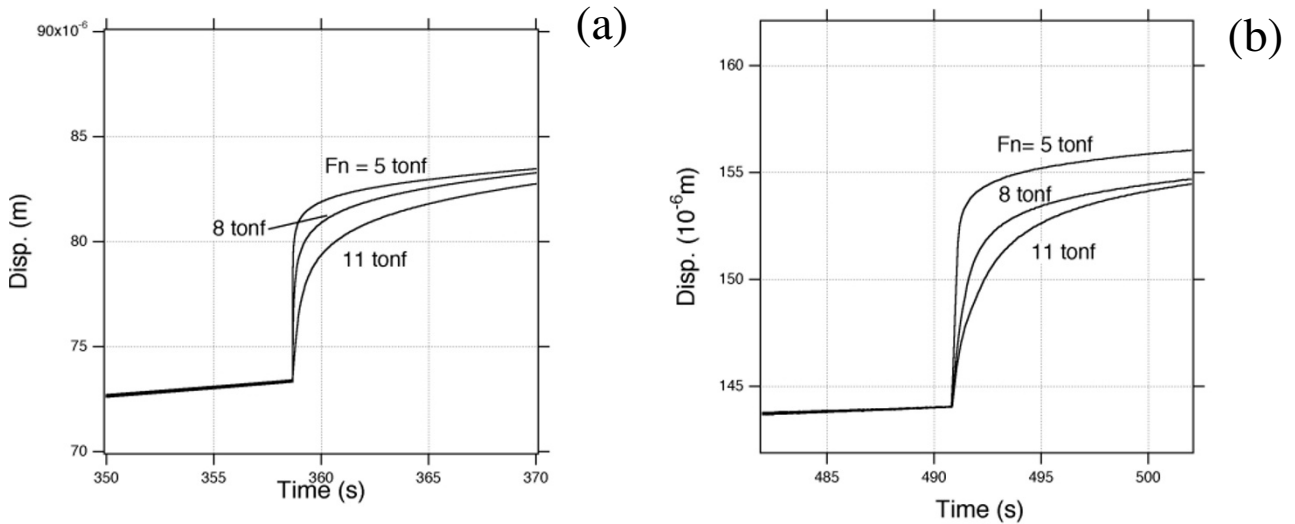 (a)
90x10-6
85
80
75
70
Disp. (m)
Fn = 5 tonf
8 tonf
11 tonf
350
355
360
365
370
Time (s)
(b)
160
155
150
145
Disp. (10-6m)
Fn= 5 tonf
8 tonf
11 tonf
485
490
495
500
Time (s)